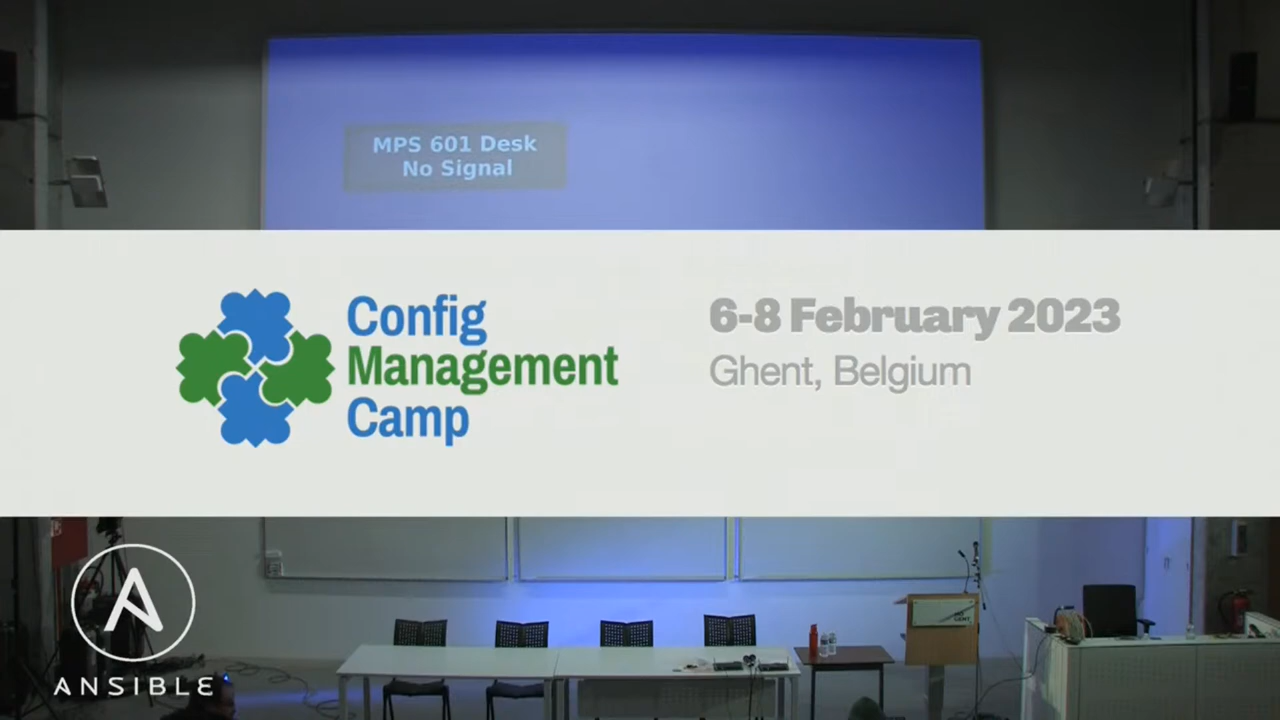 MPS 601 Desk
No Signal
Config
Management
Camp
6-8 February 2023
Ghent, Belgium
ANSIBLE